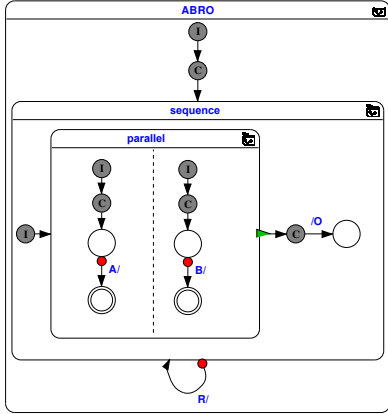 ABRO
I
C
sequence
parallel
I I
C C
I C /O
A/ B/
R/